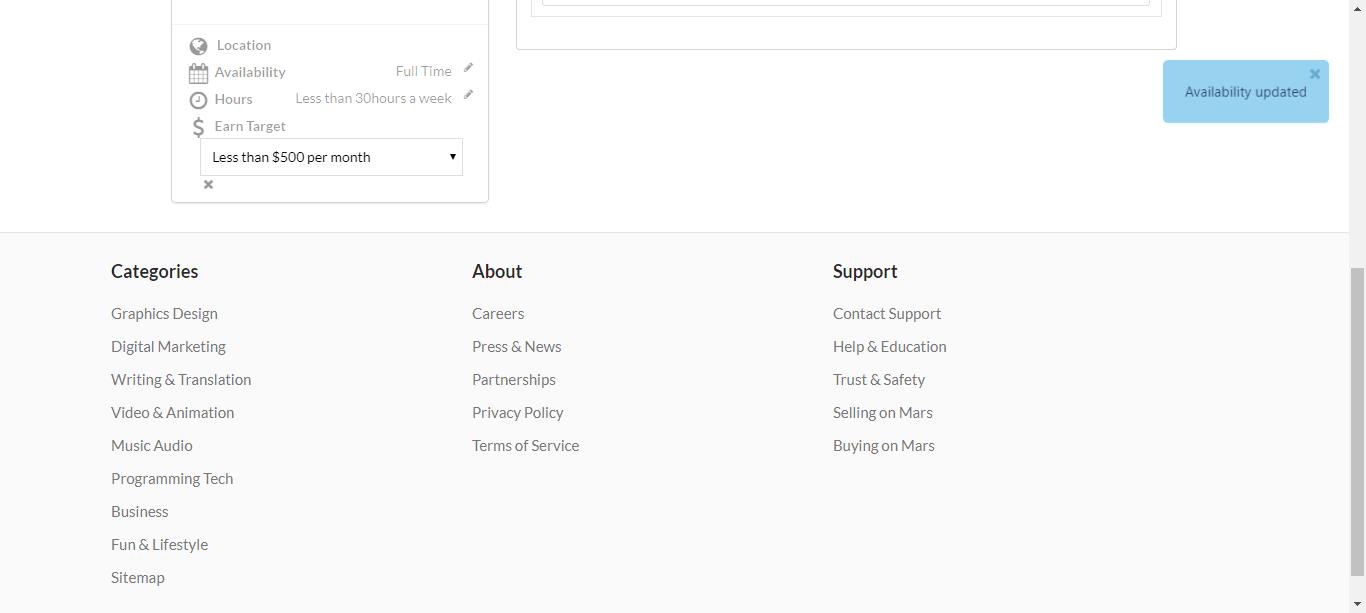 Location
Availability Full Time
Hours Less than 30hours a week
Earn Target
Less than $500 per month
Availability updated
Categories
Graphics Design
Digital Marketing
Writing & Translation
Video & Animation
Music Audio
Programming Tech
Business
Fun & Lifestyle
Sitemap
About
Careers
Press & News
Partnerships
Privacy Policy
Terms of Service
Support
Contact Support
Help & Education
Trust & Safety
Selling on Mars
Buying on Mars